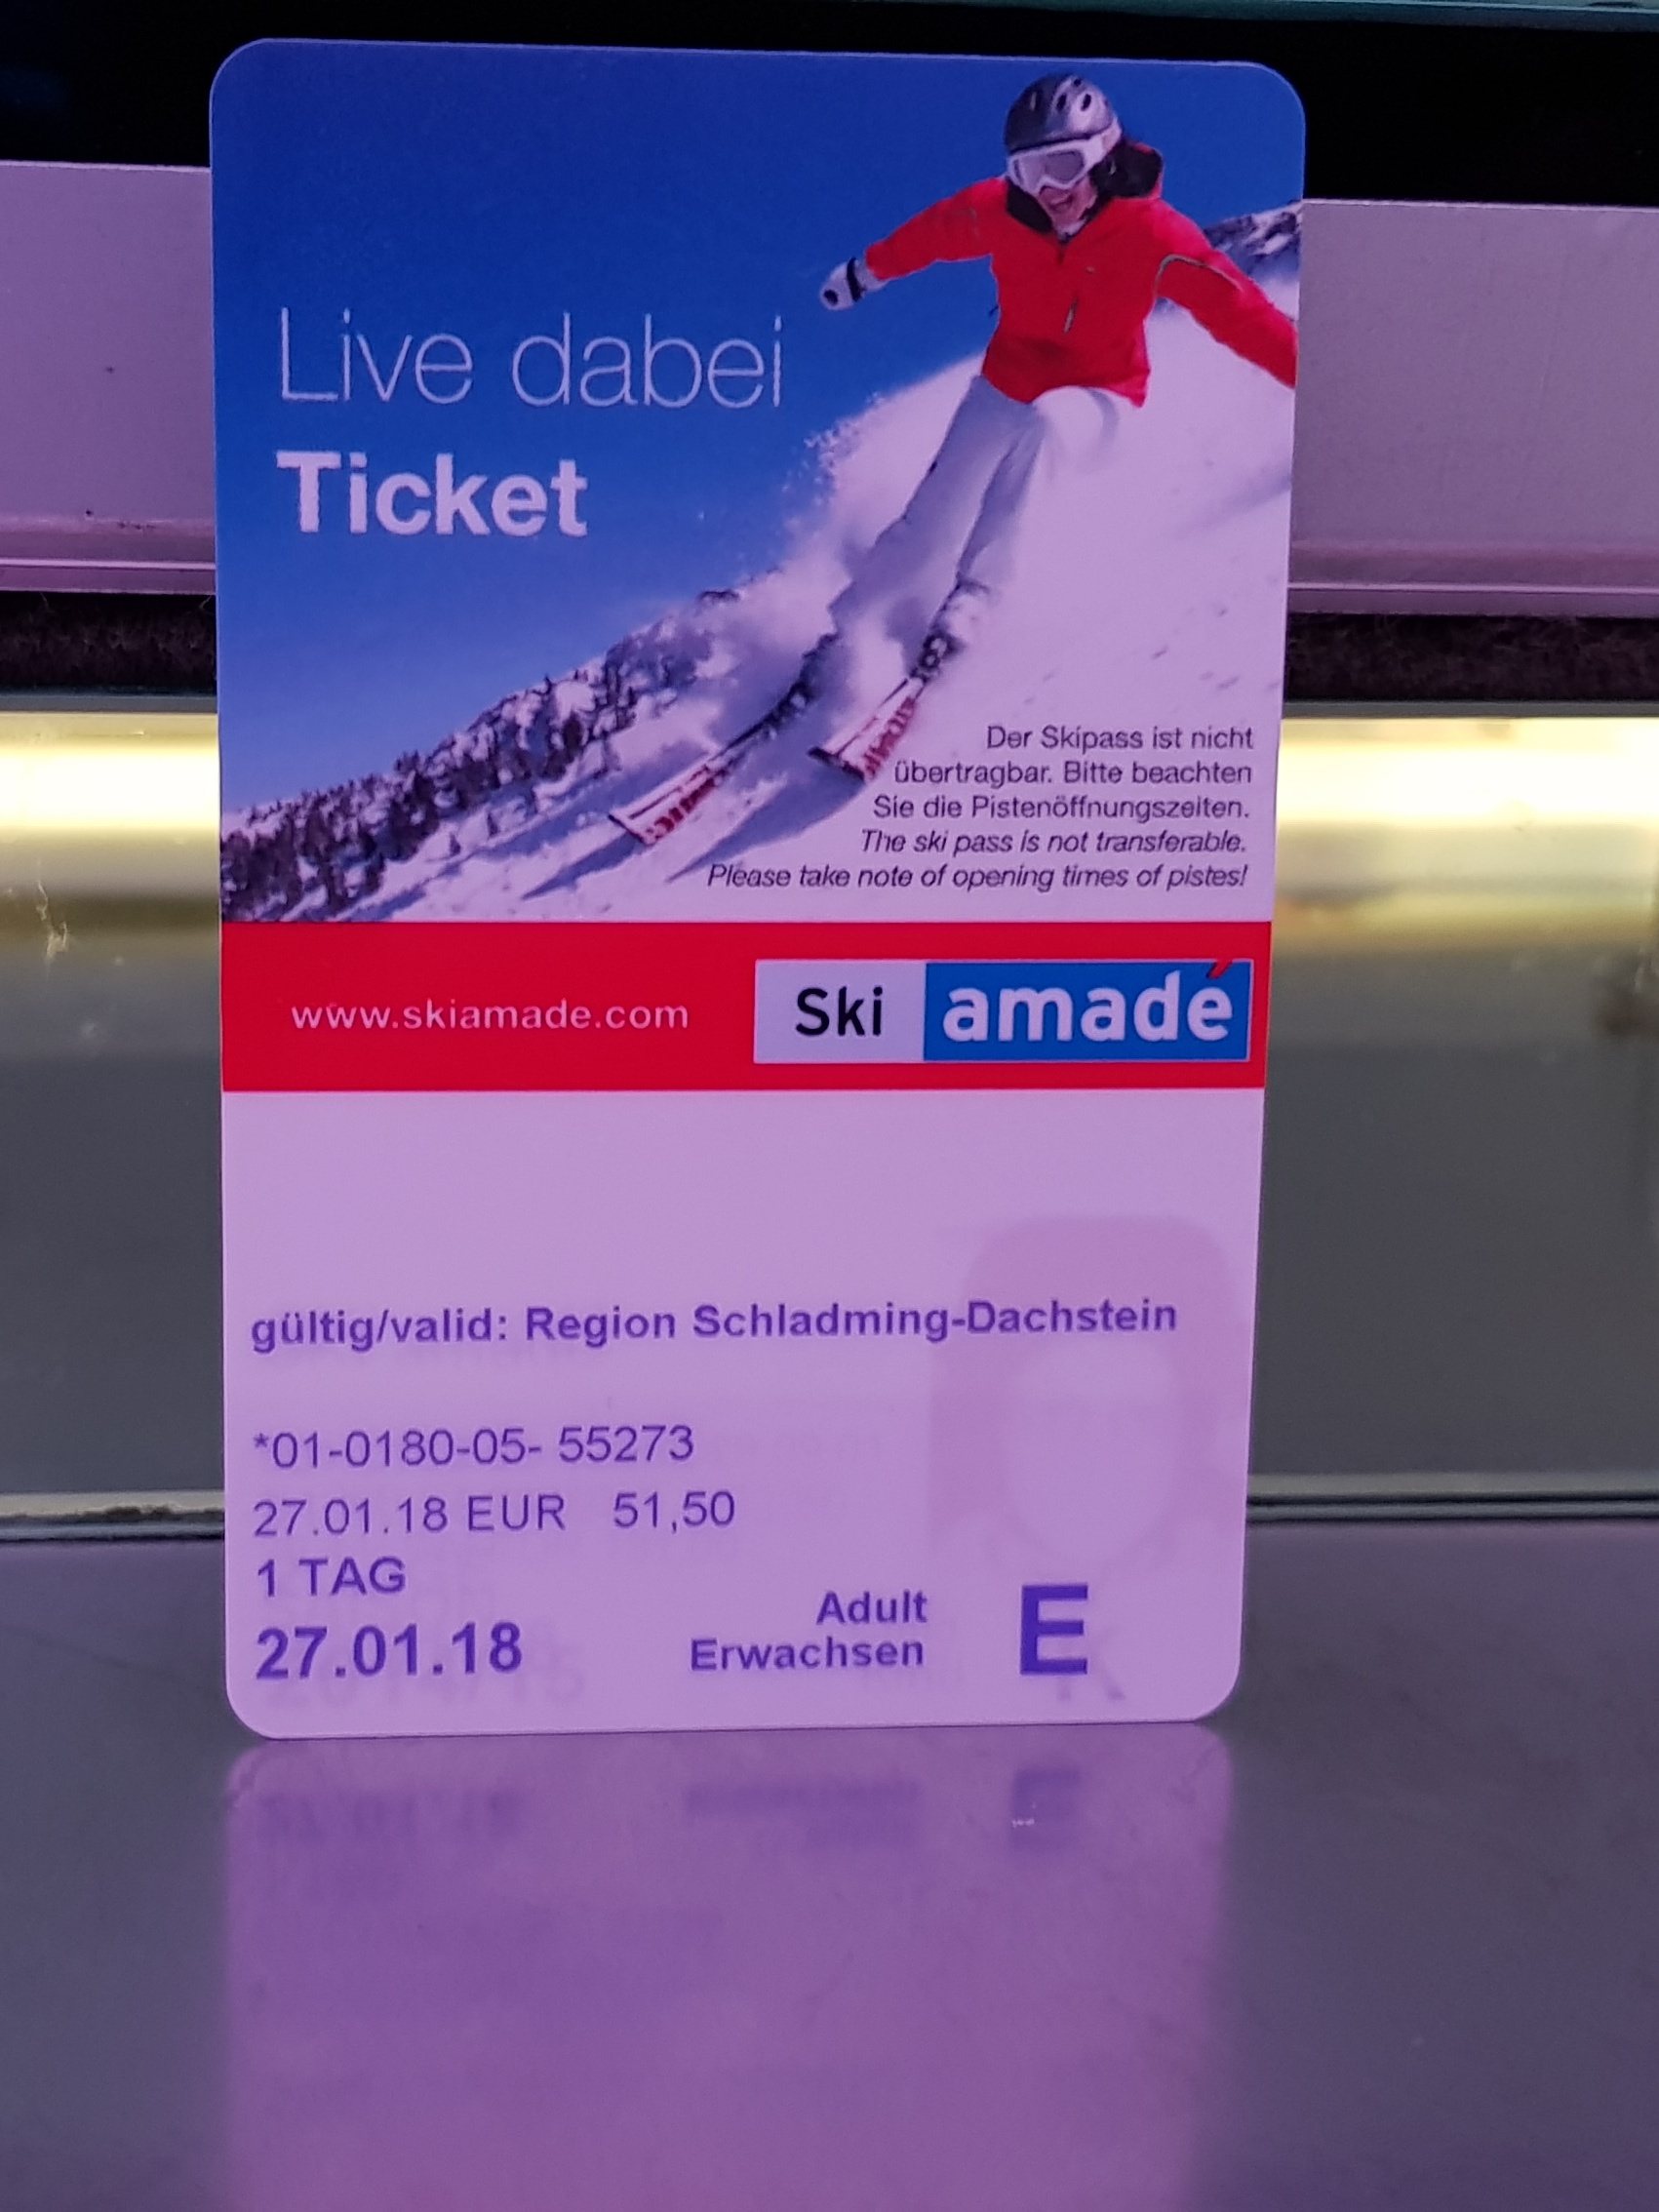 Live dabei
Ticket
Der Skipass ist nicht
übertragbar. Bitte beachten
Sie die Pistenöffnungszeiten.
The ski pass is not transferable.
Please take note of opening times of pistes!
www.skiamade.com
Ski amadé
gültig/valid: Region Schladming-Dachstein
*01-0180-05- 55273
27.01.18 EUR 51,50
1 TAG
27.01.18
Adult
Erwachsen
E